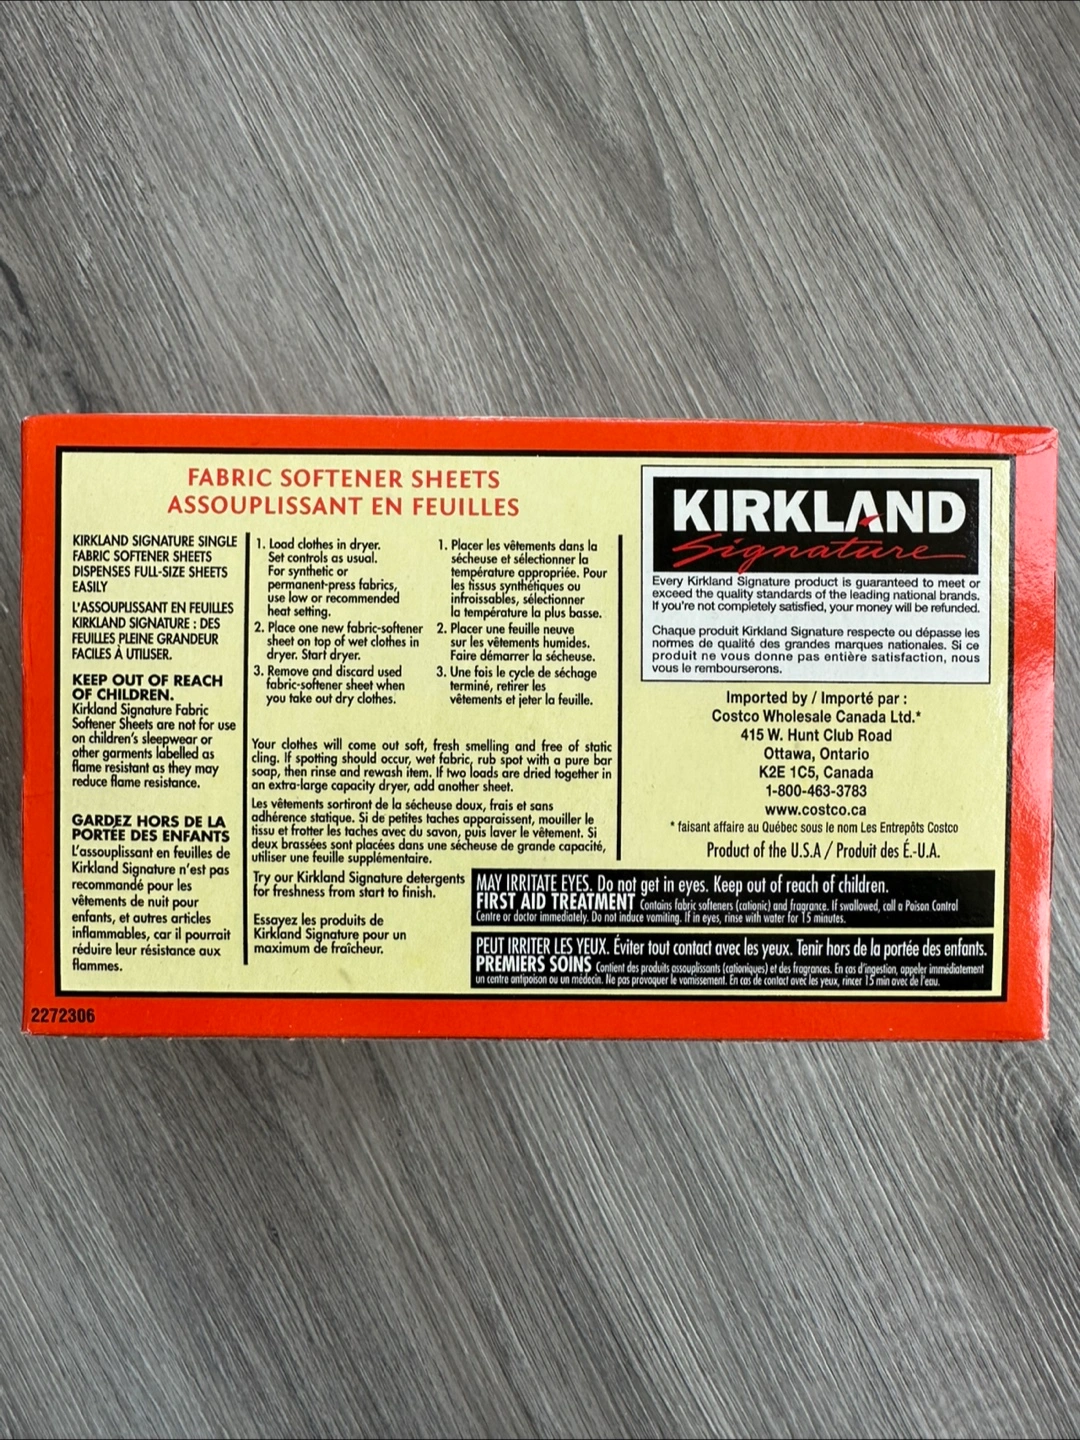 FABRIC SOFTENER SHEETS
ASSOUPLISSANT EN FEUILLES
KIRKLAND SIGNATURE SINGLE
FABRIC SOFTENER SHEETS
DISPENSES FULL-SIZE SHEETS
EASILY
L'ASSOUPLISSANT EN FEUILLES
KIRKLAND SIGNATURE : DES
FEUILLES PLEINE GRANDEUR
FACILES À UTILISER.
KEEP OUT OF REACH
OF CHILDREN.
Kirkland Signature Fabric
Softener Sheets are not for use
on children's sleepwear or
other garments labelled as
flame resistant as they may
reduce flame resistance.
GARDEZ HORS DE LA
PORTÉE DES ENFANTS
L'assouplissant en feuilles de
Kirkland Signature n'est pas
recommandé pour les
vêtements de nuit pour
enfants, et autres articles
inflammables, car il pourrait
réduire leur résistance aux
flammes.
1. Load clothes in dryer.
Set controls as usual.
For synthetic or
permanent-press fabrics,
use low or recommended
heat setting.
2. Place one new fabric-softener
sheet on top of wet clothes in
dryer. Start dryer.
3. Remove and discard used
fabric-softener sheet when
you take out dry clothes.
1. Placer les vêtements dans la
sécheuse et sélectionner la
température appropriée. Pour
les tissus synthétiques ou
infroissables, sélectionner
la température la plus basse.
2. Placer une feuille neuve
sur les vêtements humides.
Faire démarrer la sécheuse.
3. Une fois le cycle de séchage
terminé, retirer les
vêtements et jeter la feuille.
Your clothes will come out soft, fresh smelling and free of static
cling. If spotting should occur, wet fabric, rub spot with a pure bar
soap, then rinse and rewash item. If two loads are dried together in
an extra-large capacity dryer, add another sheet.
Les vêtements sortiront de la sécheuse doux, frais et sans
adhérence statique. Si de petites taches apparaissent, mouiller le
tissu et frotter les taches avec du savon, puis laver le vêtement. Si
deux brassées sont placées dans une sécheuse de grande capacité,
utiliser une feuille supplémentaire.
Try our Kirkland Signature detergents
for freshness from start to finish.
Essayez les produits de
Kirkland Signature pour un
maximum de fraîcheur.
KIRKLAND
Signature
Every Kirkland Signature product is guaranteed to meet or
exceed the quality standards of the leading national brands.
If you're not completely satisfied, your money will be refunded.
Chaque produit Kirkland Signature respecte ou dépasse les
normes de qualité des grandes marques nationales. Si ce
produit ne vous donne pas entière satisfaction, nous
vous le rembourserons.
Imported by / Importé par :
Costco Wholesale Canada Ltd.*
415 W. Hunt Club Road
Ottawa, Ontario
K2E 1C5, Canada
1-800-463-3783
www.costco.ca
* faisant affaire au Québec sous le nom Les Entrepôts Costco
Product of the U.S.A / Produit des É.-U.A.
MAY IRRITATE EYES. Do not get in eyes. Keep out of reach of children.
FIRST AID TREATMENT Contains fabric softeners (cationic) and fragrance. If swallowed, call a Poison Control
Centre or doctor immediately. Do not induce vomiting. If in eyes, rinse with water for 15 minutes.
PEUT IRRITER LES YEUX. Éviter tout contact avec les yeux. Tenir hors de la portée des enfants.
PREMIERS SOINS Contient des produits assouplissants (cationiques) et des fragrances. En cas d'ingestion, appeler immédiatement
un centre antipoison ou un médecin. Ne pas provoquer le vomissement. En cas de contact avec les yeux, rincer 15 min avec de l'eau.
2272306